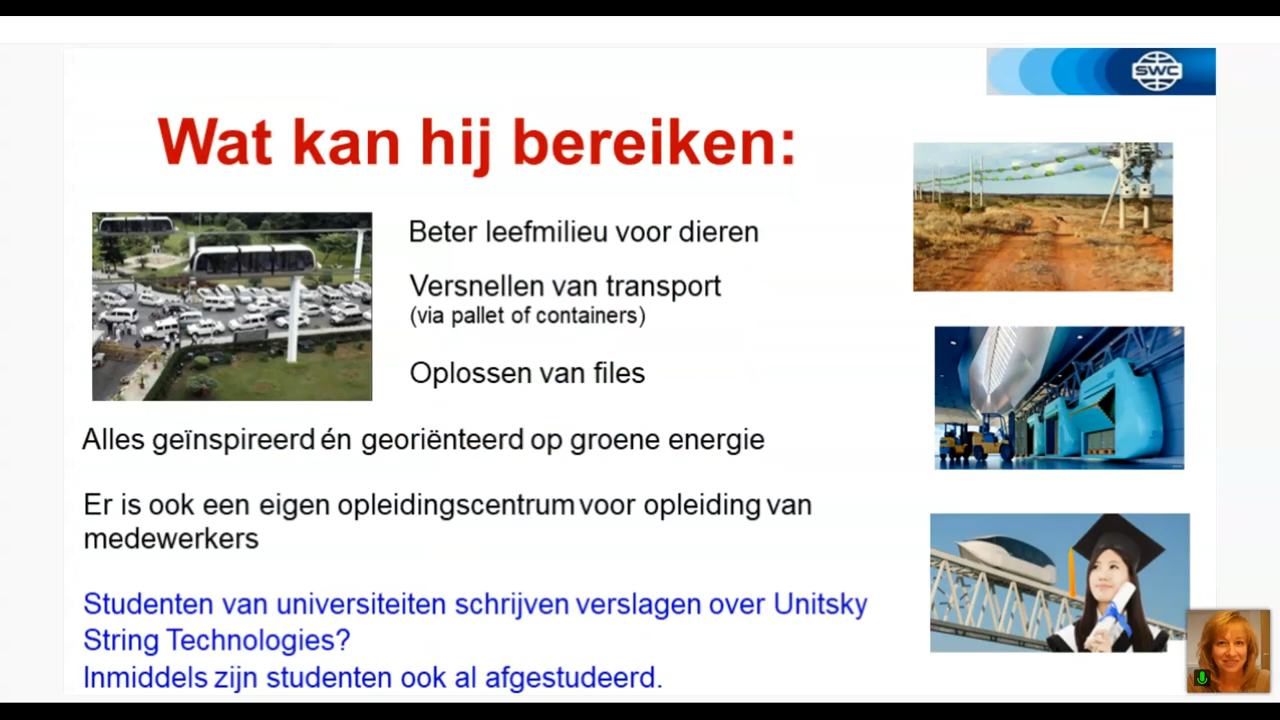 SWC
Wat kan hij bereiken:
Beter leefmilieu voor dieren
Versnellen van transport
(via pallet of containers)
Oplossen van files
Alles geïnspireerd én georiënteerd op groene energie
Er is ook een eigen opleidingscentrum voor opleiding van
medewerkers
Studenten van universiteiten schrijven verslagen over Unitsky
String Technologies?
Inmiddels zijn studenten ook al afgestudeerd.